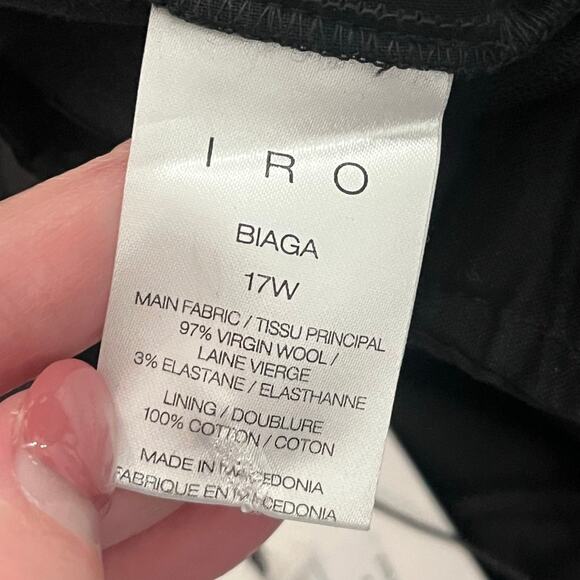 IRO
BIAGA
17W
MAIN FABRIC / TISSU PRINCIPAL
97% VIRGIN WOOL /
LAINE VIERGE
3% ELASTANE / ELASTHANNE
LINING / DOUBLURE
100% COTTON / COTON
MADE IN MACEDONIA
FABRIQUE EN MACEDONIA